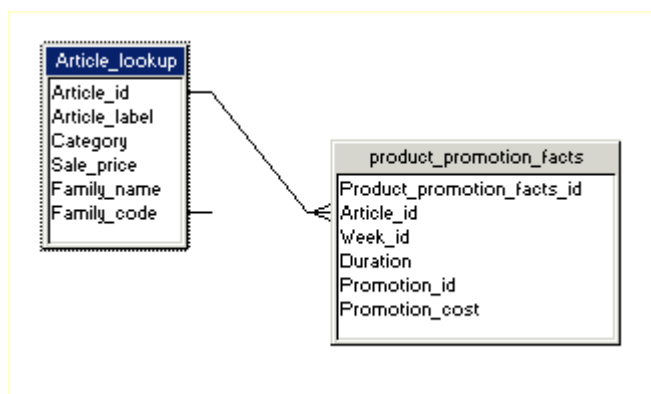 Article_lookup
Article_id
Article_label
Category
Sale_price
Family_name
Family_code
product_promotion_facts
Product_promotion_facts_id
Article_id
Week_id
Duration
Promotion_id
Promotion_cost